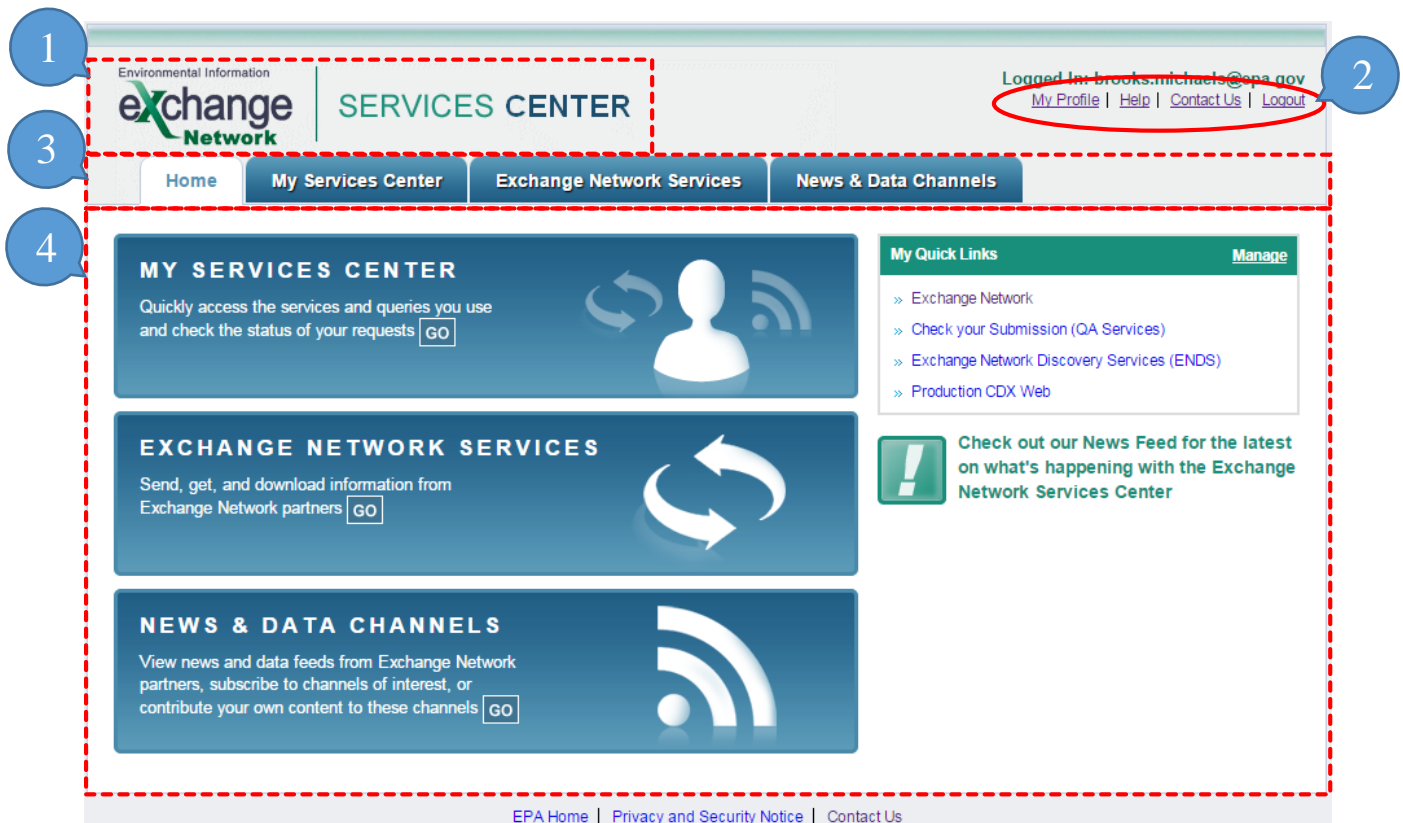 1
Environmental Information
eXchange
Network
SERVICES CENTER
Logged In: brooks.michaels@epa.gov
My Profile | Help | Contact Us | Logout
2
3
Home
My Services Center
Exchange Network Services
News & Data Channels
4
MY SERVICES CENTER
Quickly access the services and queries you use
and check the status of your requests GO
EXCHANGE NETWORK SERVICES
Send, get, and download information from
Exchange Network partners GO
NEWS & DATA CHANNELS
View news and data feeds from Exchange Network
partners, subscribe to channels of interest, or
contribute your own content to these channels GO
My Quick Links
Manage
» Exchange Network
» Check your Submission (QA Services)
» Exchange Network Discovery Services (ENDS)
» Production CDX Web
!
Check out our News Feed for the latest
on what's happening with the Exchange
Network Services Center
EPA Home | Privacy and Security Notice | Contact Us